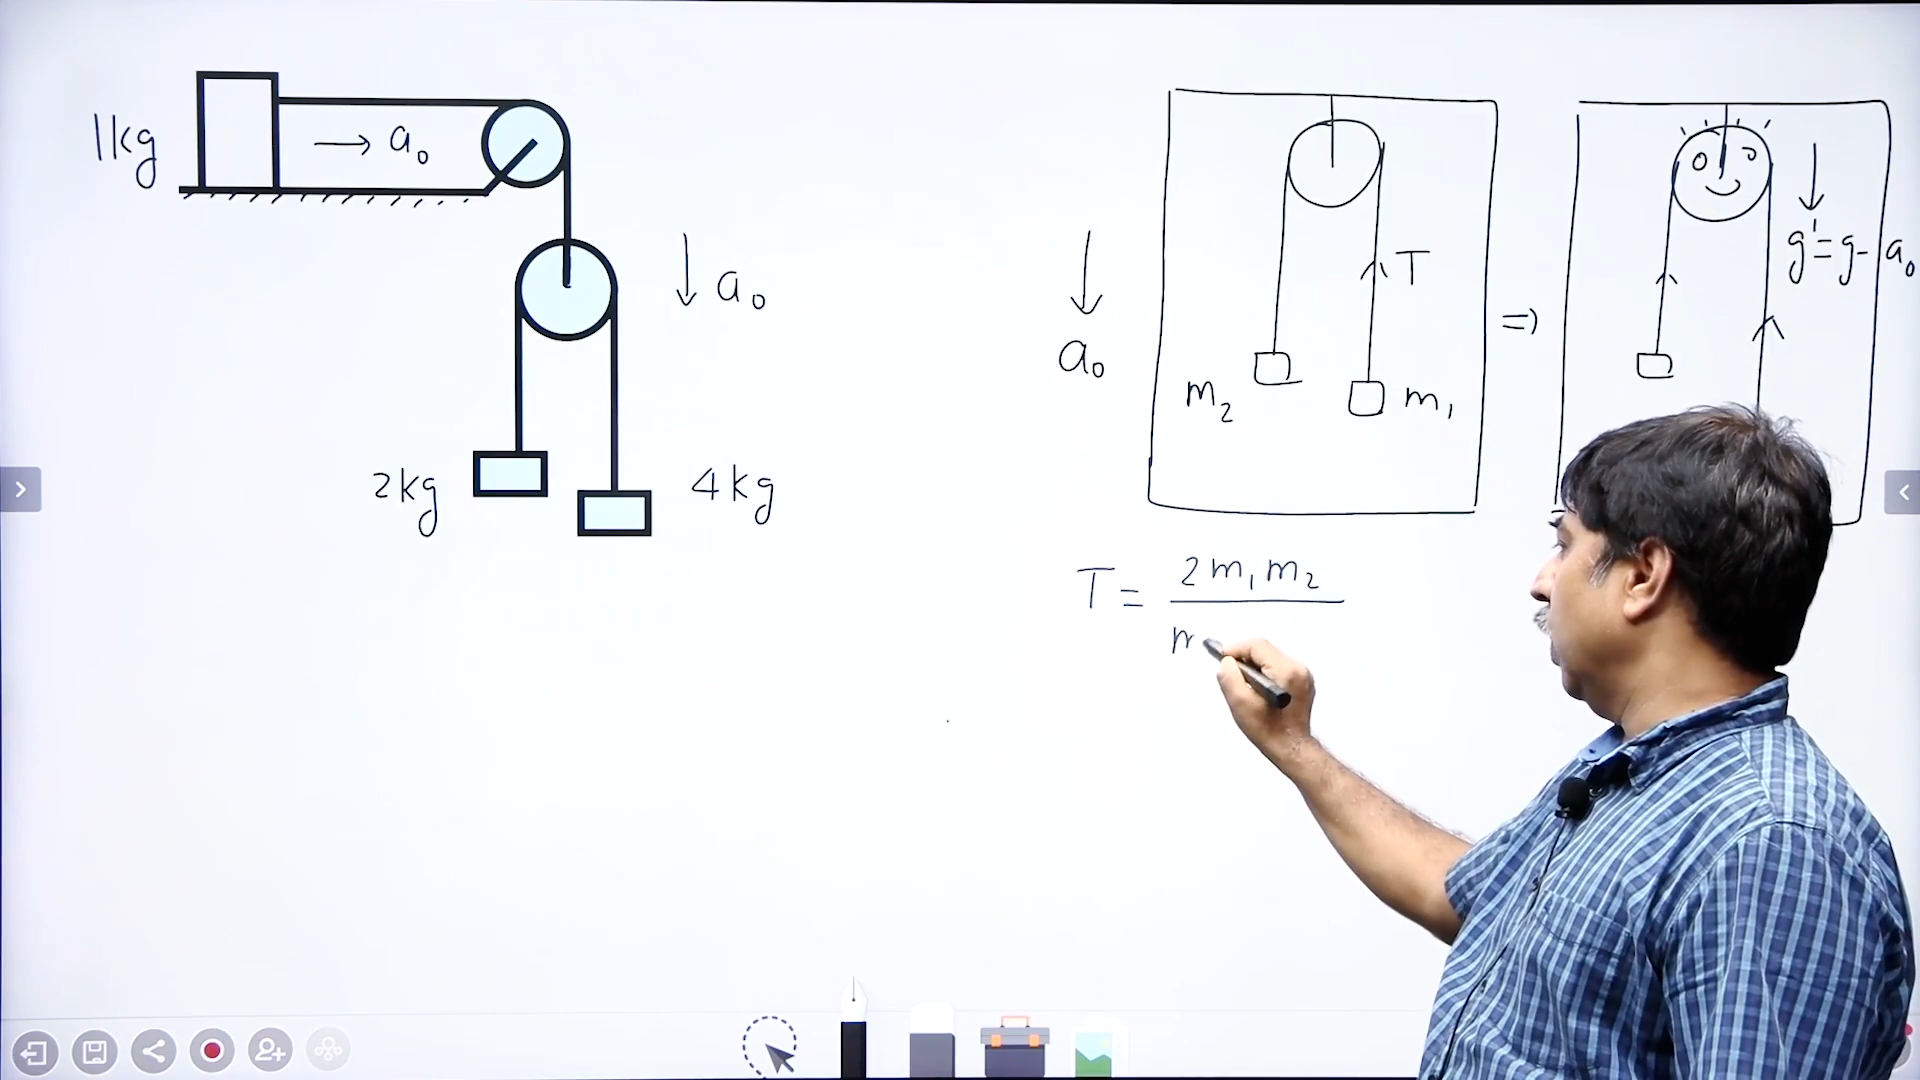 1kg
→ a₀
↓ a₀
2kg
4kg
↓
a₀
T
m₂
m₁
⇒
↓
g' = g - a₀
T = 2m₁m₂
m